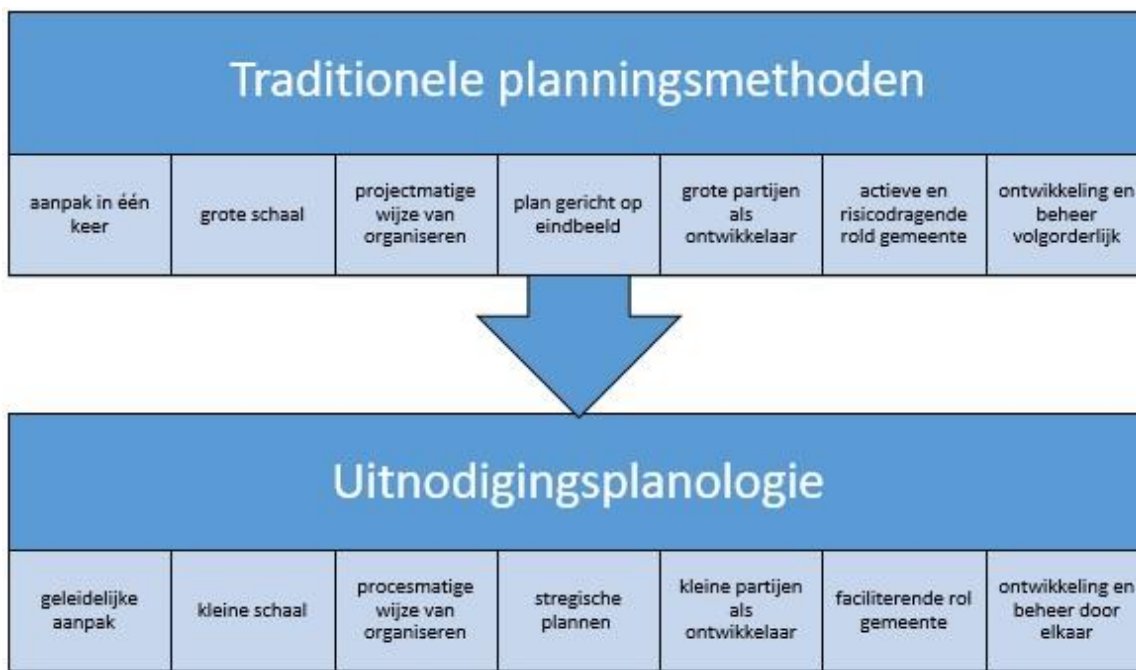 Traditionele planningsmethoden
aanpak in één
keer
grote schaal
projectmatige
wijze van
organiseren
plan gericht op
eindbeeld
grote partijen
als
ontwikkelaar
actieve en
risicodragende
rold gemeente
ontwikkeling en
beheer
volgorderlijk
Uitnodigingsplanologie
geleidelijke
aanpak
kleine schaal
procesmatige
wijze van
organiseren
stregische
plannen
kleine partijen
als
ontwikkelaar
faciliterende rol
gemeente
ontwikkeling en
beheer door
elkaar